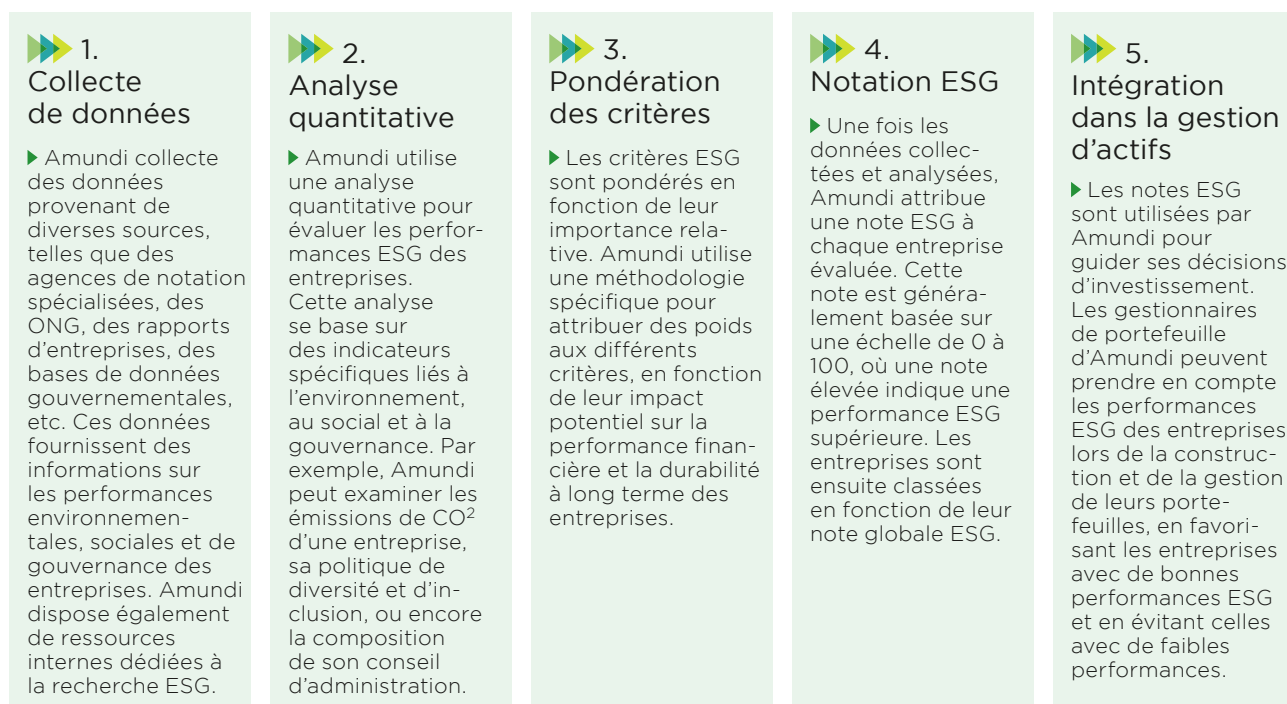 1.
Collecte
de données
Amundi collecte
des données
provenant de
diverses sources,
telles que des
agences de notation
spécialisées, des
ONG, des rapports
d'entreprises, des
bases de données
gouvernementales,
etc. Ces données
fournissent des
informations sur
les performances
environnemen-
tales, sociales et de
gouvernance des
entreprises. Amundi
dispose également
de ressources
internes dédiées à
la recherche ESG.
2.
Analyse
quantitative
Amundi utilise
une analyse
quantitative pour
évaluer les perfor-
mances ESG des
entreprises.
Cette analyse
se base sur
des indicateurs
spécifiques liés à
l'environnement,
au social et à la
gouvernance. Par
exemple, Amundi
peut examiner les
émissions de CO²
d'une entreprise,
sa politique de
diversité et d'in-
clusion, ou encore
la composition
de son conseil
d'administration.
3.
Pondération
des critères
Les critères ESG
sont pondérés en
fonction de leur
importance rela-
tive. Amundi utilise
une méthodologie
spécifique pour
attribuer des poids
aux différents
critères, en fonction
de leur impact
potentiel sur la
performance finan-
cière et la durabilité
à long terme des
entreprises.
4.
Notation ESG
Une fois les
données collec-
tées et analysées,
Amundi attribue
une note ESG à
chaque entreprise
évaluée. Cette
note est généra-
lement basée sur
une échelle de 0 à
100, où une note
élevée indique une
performance ESG
supérieure. Les
entreprises sont
ensuite classées
en fonction de leur
note globale ESG.
5.
Intégration
dans la gestion
d'actifs
Les notes ESG
sont utilisées par
Amundi pour
guider ses décisions
d'investissement.
Les gestionnaires
de portefeuille
d'Amundi peuvent
prendre en compte
les performances
ESG des entreprises
lors de la construc-
tion et de la gestion
de leurs porte-
feuilles, en favori-
sant les entreprises
avec de bonnes
performances ESG
et en évitant celles
avec de faibles
performances.